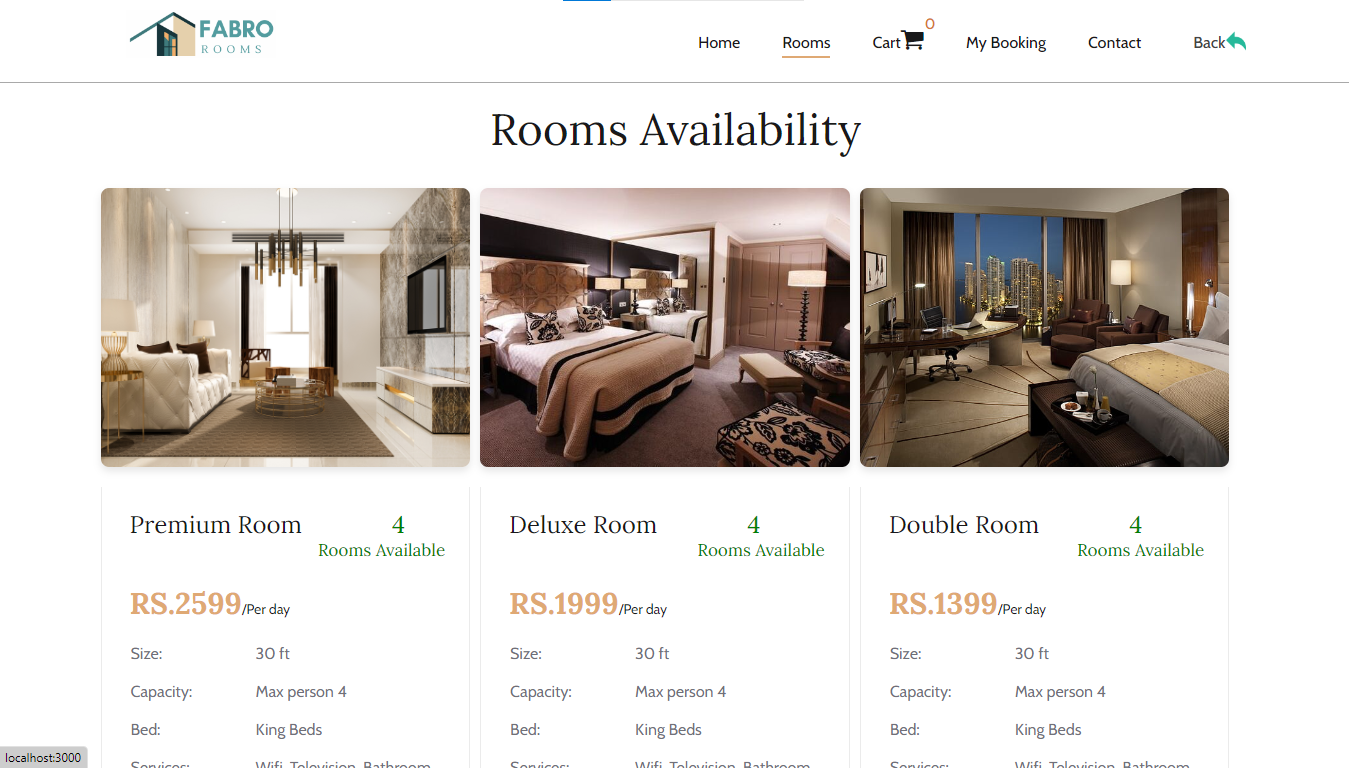 FABRO
ROOMS
Home
Rooms
Cart
0
My Booking
Contact
Back
Rooms Availability
Premium Room
4
Rooms Available
RS.2599/Per day
Size: 30 ft
Capacity: Max person 4
Bed: King Beds
Services: Wifi, Television, Bathroom
Deluxe Room
4
Rooms Available
RS.1999/Per day
Size: 30 ft
Capacity: Max person 4
Bed: King Beds
Services: Wifi, Television, Bathroom
Double Room
4
Rooms Available
RS.1399/Per day
Size: 30 ft
Capacity: Max person 4
Bed: King Beds
Services: Wifi, Television, Bathroom
localhost:3000